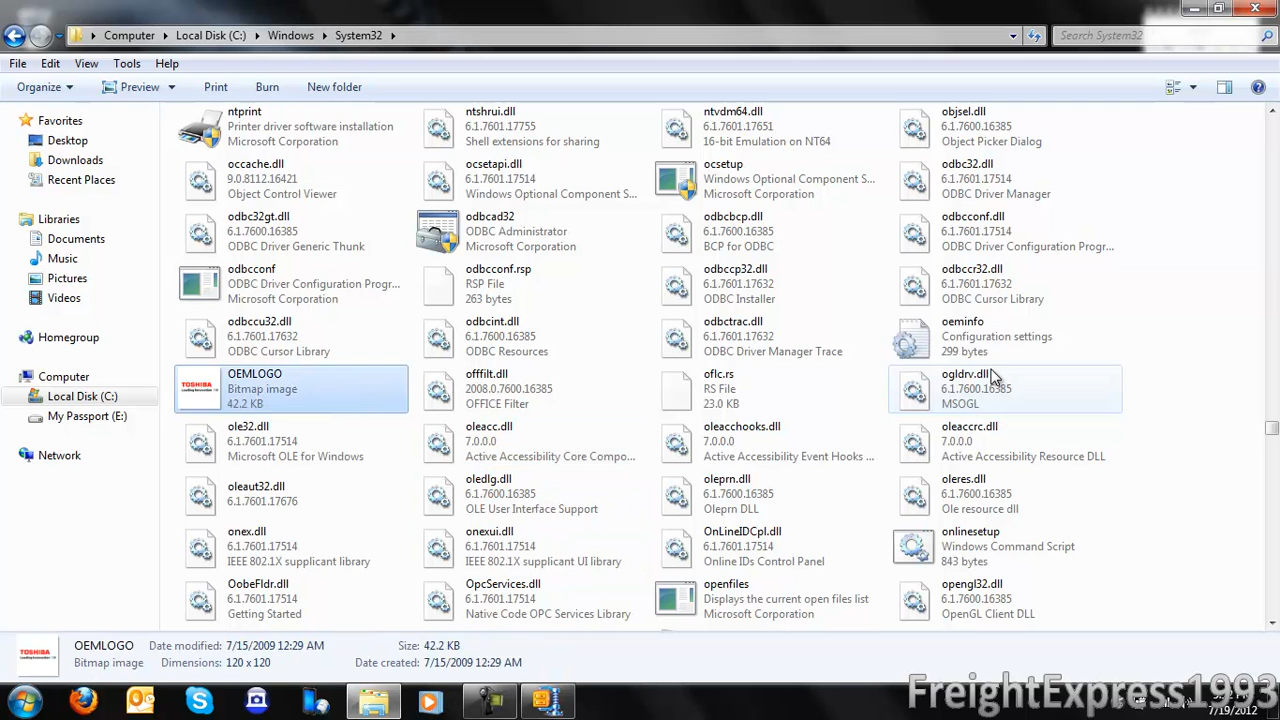 Computer Local Disk (C:) Windows System32
Search System32
File Edit View Tools Help
Organize Preview Print Burn New folder
Favorites
Desktop
Downloads
Recent Places
Libraries
Documents
Music
Pictures
Videos
Homegroup
Computer
Local Disk (C:)
My Passport (E:)
Network
ntprint
Printer driver software installation
Microsoft Corporation
ntshrui.dll
6.1.7601.17755
Shell extensions for sharing
ntvdm64.dll
6.1.7601.17651
16-bit Emulation on NT64
objsel.dll
6.1.7600.16385
Object Picker Dialog
occache.dll
9.0.8112.16421
Object Control Viewer
ocsetapi.dll
6.1.7601.17514
Windows Optional Component S...
ocsetup
Windows Optional Component S...
Microsoft Corporation
odbc32.dll
6.1.7601.17514
ODBC Driver Manager
odbc32gt.dll
6.1.7600.16385
ODBC Driver Generic Thunk
odbcad32
ODBC Administrator
Microsoft Corporation
odbcbcp.dll
6.1.7600.16385
BCP for ODBC
odbcconf.dll
6.1.7601.17514
ODBC Driver Configuration Progr...
odbcconf
ODBC Driver Configuration Progr...
Microsoft Corporation
odbcconf.rsp
RSP File
263 bytes
odbccp32.dll
6.1.7601.17632
ODBC Installer
odbccr32.dll
6.1.7601.17632
ODBC Cursor Library
odbccu32.dll
6.1.7601.17632
ODBC Cursor Library
odbcint.dll
6.1.7600.16385
ODBC Resources
odbctrac.dll
6.1.7601.17632
ODBC Driver Manager Trace
oeminfo
Configuration settings
299 bytes
TOSHIBA
OEMLOGO
Bitmap image
42.2 KB
offfilt.dll
2008.0.7600.16385
OFFICE Filter
oflc.rs
RS File
23.0 KB
ogldrv.dll
6.1.7600.16385
MSOGL
ole32.dll
6.1.7601.17514
Microsoft OLE for Windows
oleacc.dll
7.0.0.0
Active Accessibility Core Compo...
oleacchooks.dll
7.0.0.0
Active Accessibility Event Hooks ...
oleaccrc.dll
7.0.0.0
Active Accessibility Resource DLL
oleaut32.dll
6.1.7601.17676
oledlg.dll
6.1.7600.16385
OLE User Interface Support
oleprn.dll
6.1.7600.16385
Oleprn DLL
oleres.dll
6.1.7600.16385
Ole resource dll
onex.dll
6.1.7601.17514
IEEE 802.1X supplicant library
onexui.dll
6.1.7601.17514
IEEE 802.1X supplicant UI library
OnLineIDCpl.dll
6.1.7601.17514
Online IDs Control Panel
onlinesetup
Windows Command Script
843 bytes
OobeFldr.dll
6.1.7601.17514
Getting Started
OpcServices.dll
6.1.7601.17514
Native Code OPC Services Library
openfiles
Displays the current open files list
Microsoft Corporation
opengl32.dll
6.1.7600.16385
OpenGL Client DLL
TOSHIBA
OEMLOGO Date modified: 7/15/2009 12:29 AM Size: 42.2 KB
Bitmap image Dimensions: 120 x 120 Date created: 7/15/2009 12:29 AM
FreightExpress1993
7/19/2012